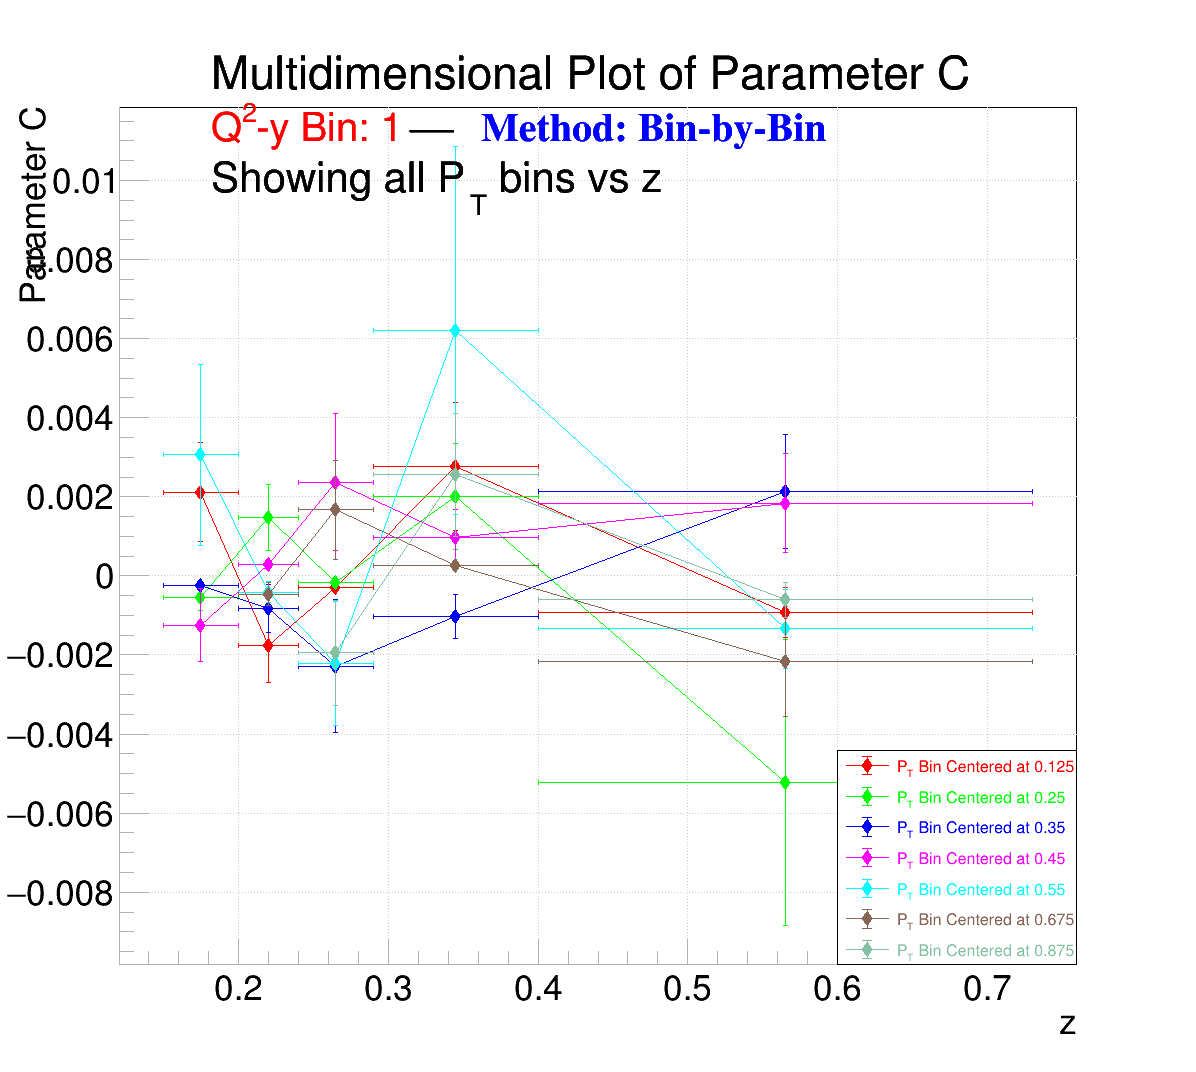 Multidimensional Plot of Parameter C
Q2-y Bin: 1 — Method: Bin-by-Bin
Showing all PT bins vs z
Parameter C
0.01
0.008
0.006
0.004
0.002
0
−0.002
−0.004
−0.006
−0.008
PT Bin Centered at 0.125
PT Bin Centered at 0.25
PT Bin Centered at 0.35
PT Bin Centered at 0.45
PT Bin Centered at 0.55
PT Bin Centered at 0.675
PT Bin Centered at 0.875
0.2 0.3 0.4 0.5 0.6 0.7
z